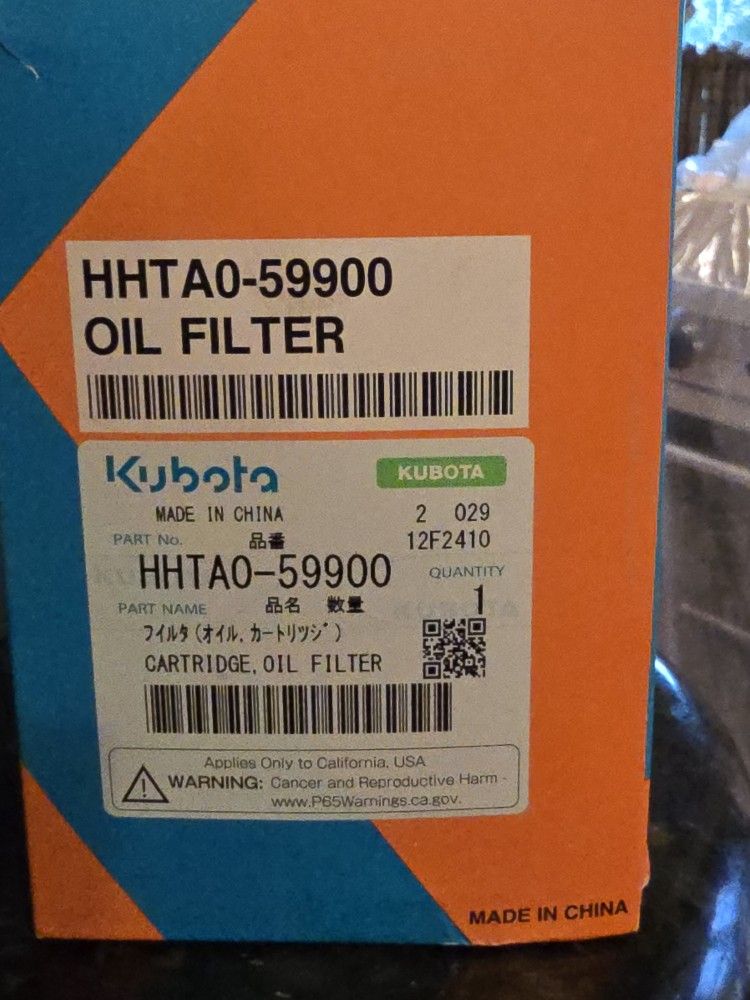 HHTA0-59900
OIL FILTER
Kubota
KUBOTA
MADE IN CHINA
2 029
PART No.
品番
12F2410
HHTA0-59900
QUANTITY
1
PART NAME
品名 数量
フイルタ(オイル,カートリツジ)
CARTRIDGE,OIL FILTER
Applies Only to California, USA
WARNING: Cancer and Reproductive Harm -
www.P65Warnings.ca.gov.
MADE IN CHINA